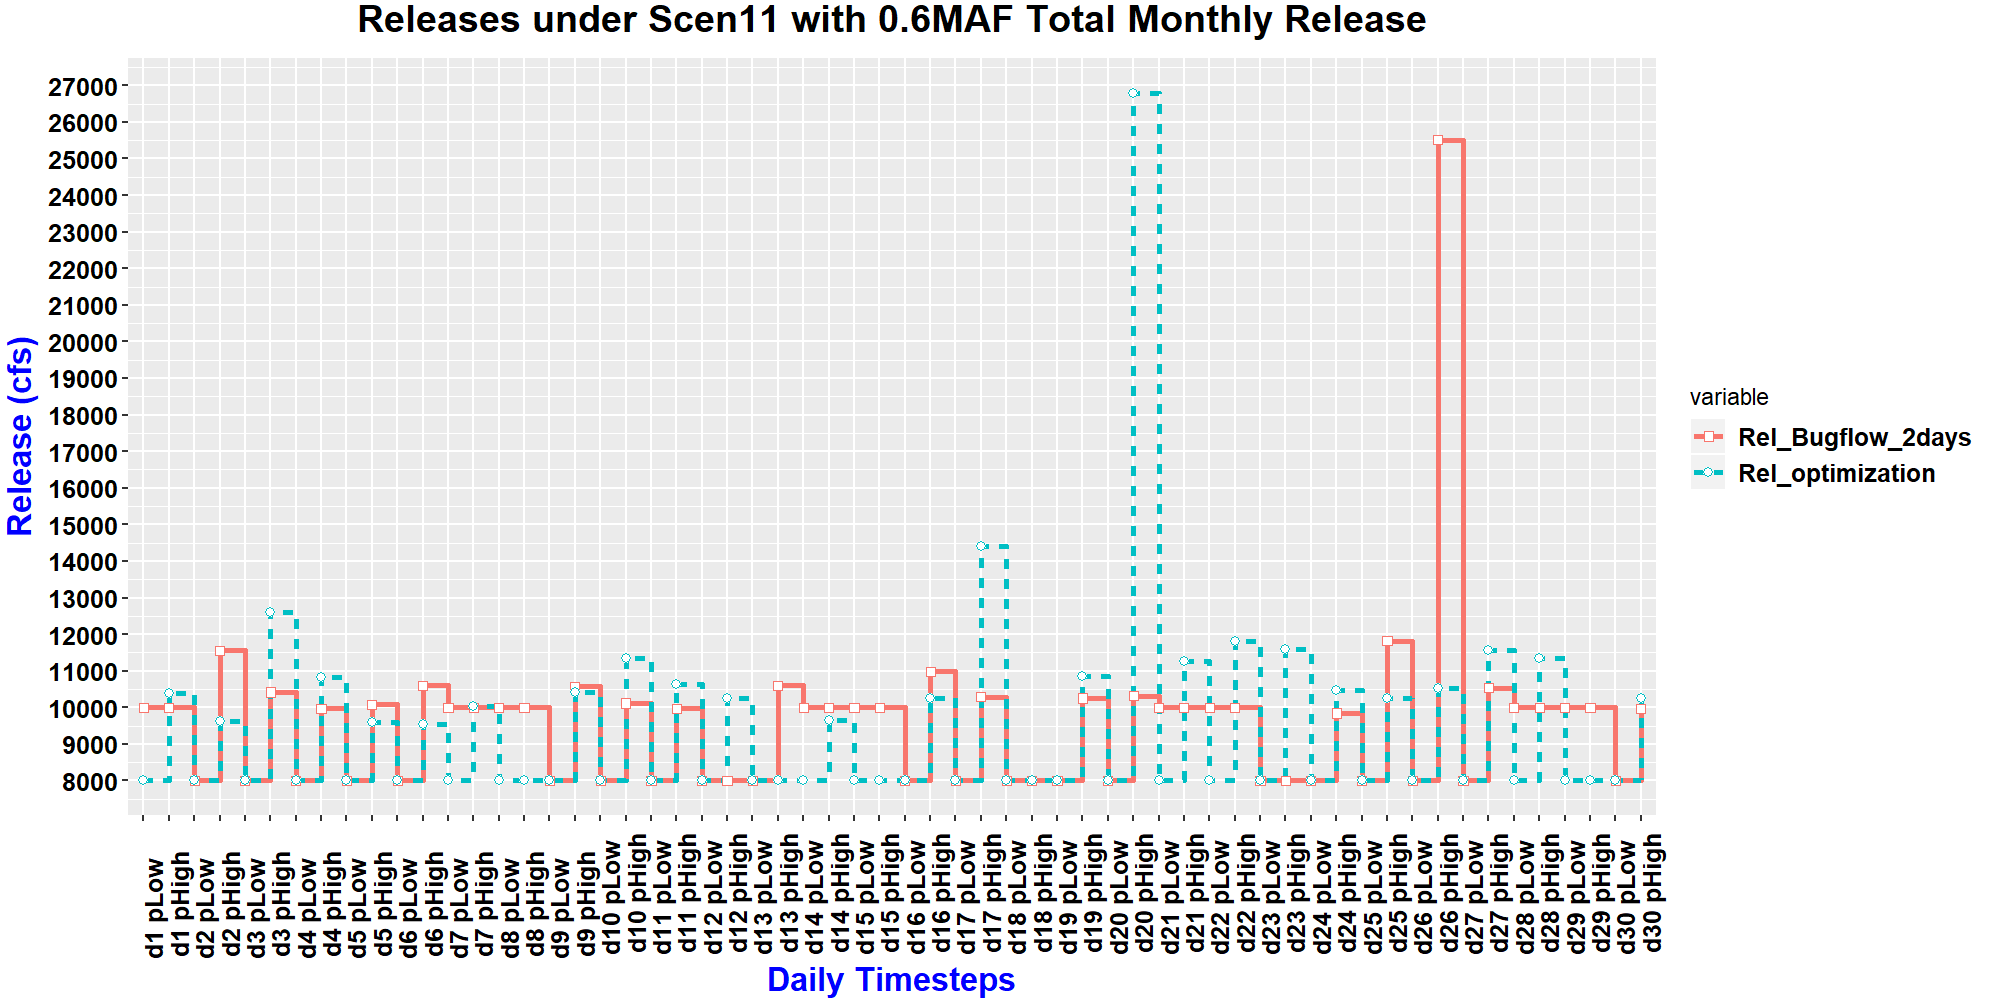 Releases under Scen11 with 0.6MAF Total Monthly Release
27000
26000
25000
24000
23000
22000
21000
20000
19000
18000
17000
16000
15000
14000
13000
12000
11000
10000
9000
8000
Release (cfs)
d1 pLow
d1 pHigh
d2 pLow
d2 pHigh
d3 pLow
d3 pHigh
d4 pLow
d4 pHigh
d5 pLow
d5 pHigh
d6 pLow
d6 pHigh
d7 pLow
d7 pHigh
d8 pLow
d8 pHigh
d9 pLow
d9 pHigh
d10 pLow
d10 pHigh
d11 pLow
d11 pHigh
d12 pLow
d12 pHigh
d13 pLow
d13 pHigh
d14 pLow
d14 pHigh
d15 pLow
d15 pHigh
d16 pLow
d16 pHigh
d17 pLow
d17 pHigh
d18 pLow
d18 pHigh
d19 pLow
d19 pHigh
d20 pLow
d20 pHigh
d21 pLow
d21 pHigh
d22 pLow
d22 pHigh
d23 pLow
d23 pHigh
d24 pLow
d24 pHigh
d25 pLow
d25 pHigh
d26 pLow
d26 pHigh
d27 pLow
d27 pHigh
d28 pLow
d28 pHigh
d29 pLow
d29 pHigh
d30 pLow
d30 pHigh
Daily Timesteps
variable
Rel_Bugflow_2days
Rel_optimization